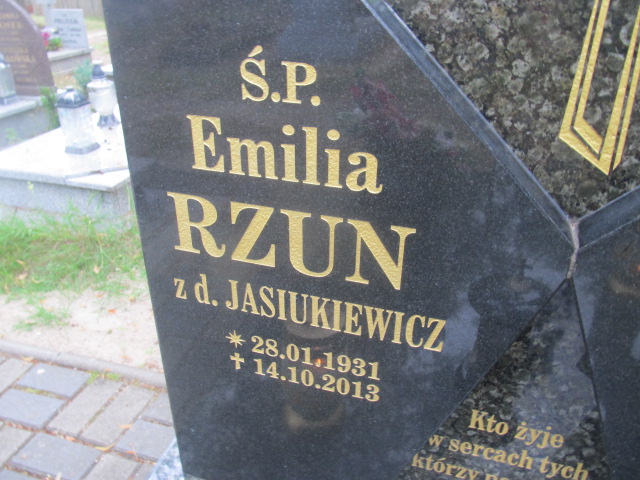 Ś.P.
Emilia
RZUN
z d. JASIUKIEWICZ
* 28.01.1931
✝ 14.10.2013
Kto żyje
w sercach tych
którzy